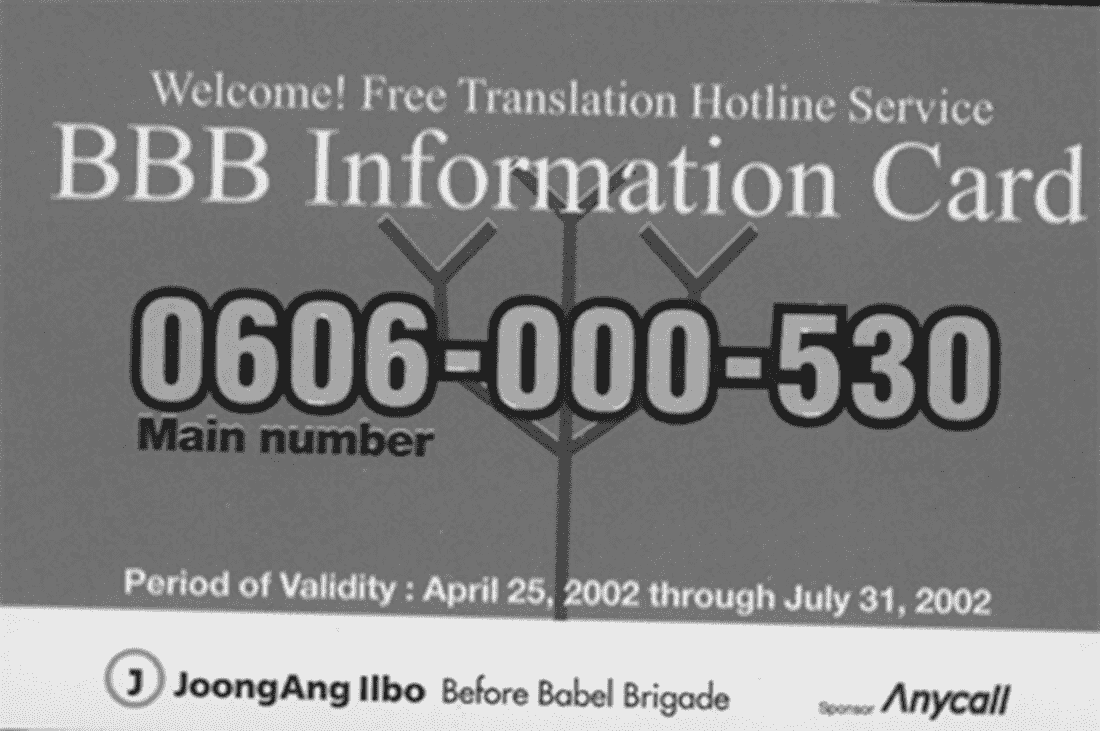 Welcome! Free Translation Hotline Service
BBB Information Card
0606-000-530
Main number
Period of Validity : April 25, 2002 through July 31, 2002
J JoongAng Ilbo Before Babel Brigade
Sponsor Anycall